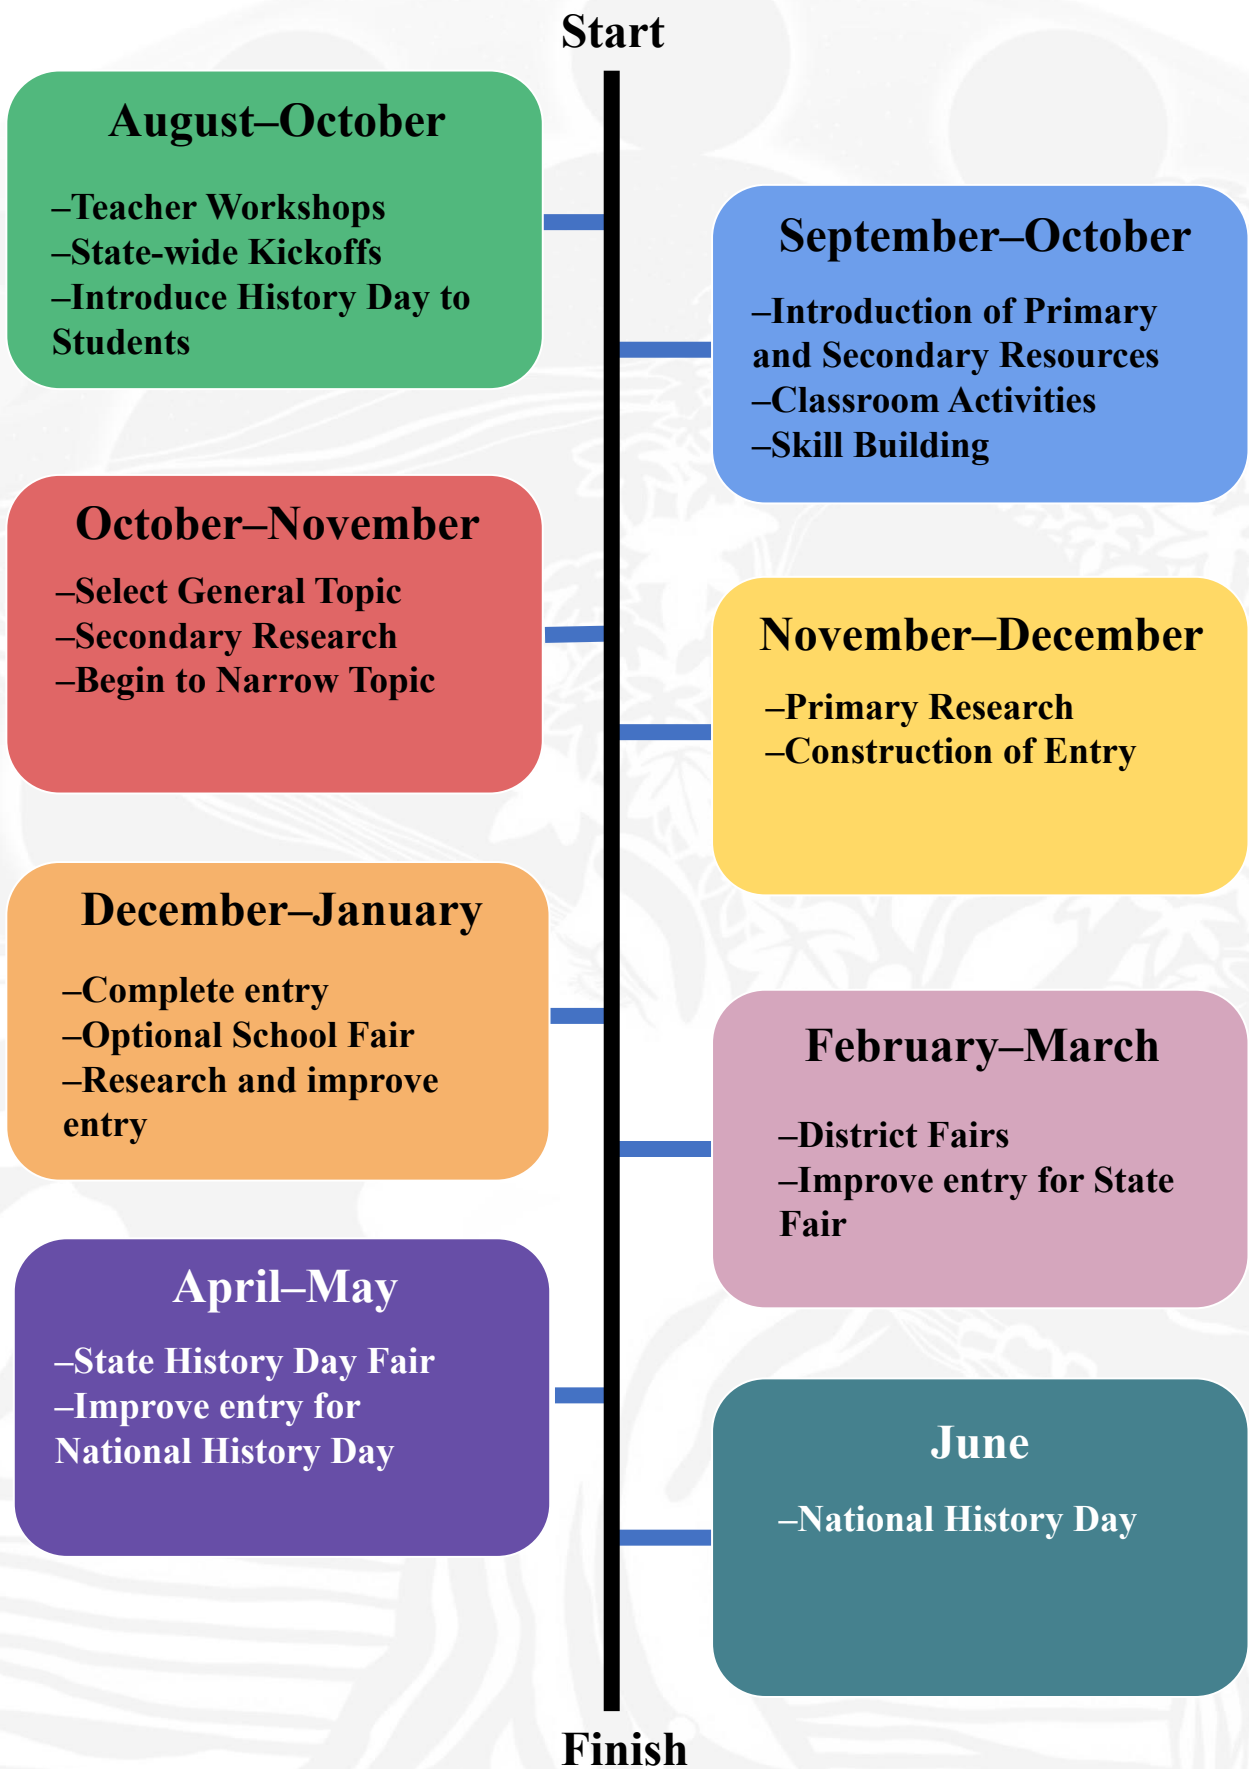 Start
August–October
–Teacher Workshops
–State-wide Kickoffs
–Introduce History Day to
Students
September–October
–Introduction of Primary
and Secondary Resources
–Classroom Activities
–Skill Building
October–November
–Select General Topic
–Secondary Research
–Begin to Narrow Topic
November–December
–Primary Research
–Construction of Entry
December–January
–Complete entry
–Optional School Fair
–Research and improve
entry
February–March
–District Fairs
–Improve entry for State
Fair
April–May
–State History Day Fair
–Improve entry for
National History Day
June
–National History Day
Finish